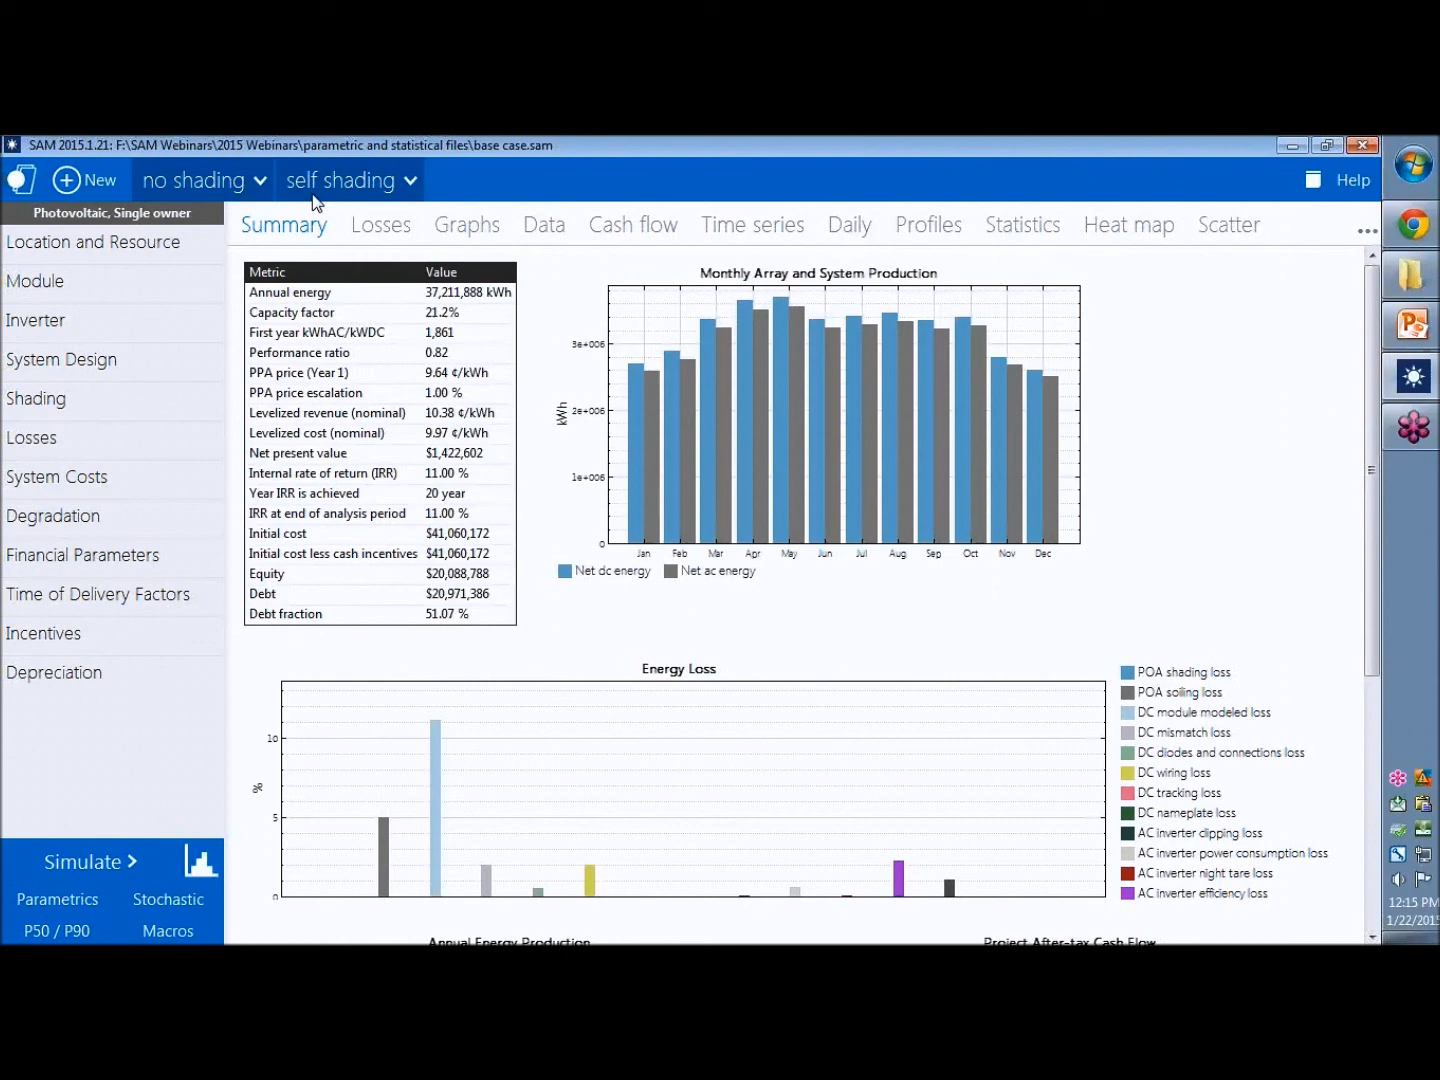 SAM 2015.1.21: F:\SAM Webinars\2015 Webinars\parametric and statistical files\base case.sam
New
no shading
self shading
Help
Photovoltaic, Single owner
Location and Resource
Module
Inverter
System Design
Shading
Losses
System Costs
Degradation
Financial Parameters
Time of Delivery Factors
Incentives
Depreciation
Simulate >
Parametrics
Stochastic
P50 / P90
Macros
Summary
Losses
Graphs
Data
Cash flow
Time series
Daily
Profiles
Statistics
Heat map
Scatter
...
Metric Value
Annual energy 37,211,888 kWh
Capacity factor 21.2%
First year kWhAC/kWDC 1,861
Performance ratio 0.82
PPA price (Year 1) 9.64 ¢/kWh
PPA price escalation 1.00 %
Levelized revenue (nominal) 10.38 ¢/kWh
Levelized cost (nominal) 9.97 ¢/kWh
Net present value $1,422,602
Internal rate of return (IRR) 11.00 %
Year IRR is achieved 20 year
IRR at end of analysis period 11.00 %
Initial cost $41,060,172
Initial cost less cash incentives $41,060,172
Equity $20,088,788
Debt $20,971,386
Debt fraction 51.07 %
Monthly Array and System Production
kWh
3e+006
2e+006
1e+006
0
Jan Feb Mar Apr May Jun Jul Aug Sep Oct Nov Dec
Net dc energy
Net ac energy
Energy Loss
%
10
5
0
POA shading loss
POA soiling loss
DC module modeled loss
DC mismatch loss
DC diodes and connections loss
DC wiring loss
DC tracking loss
DC nameplate loss
AC inverter clipping loss
AC inverter power consumption loss
AC inverter night tare loss
AC inverter efficiency loss
Annual Energy Production
Project After-tax Cash Flow
12:15 PM
1/22/2015